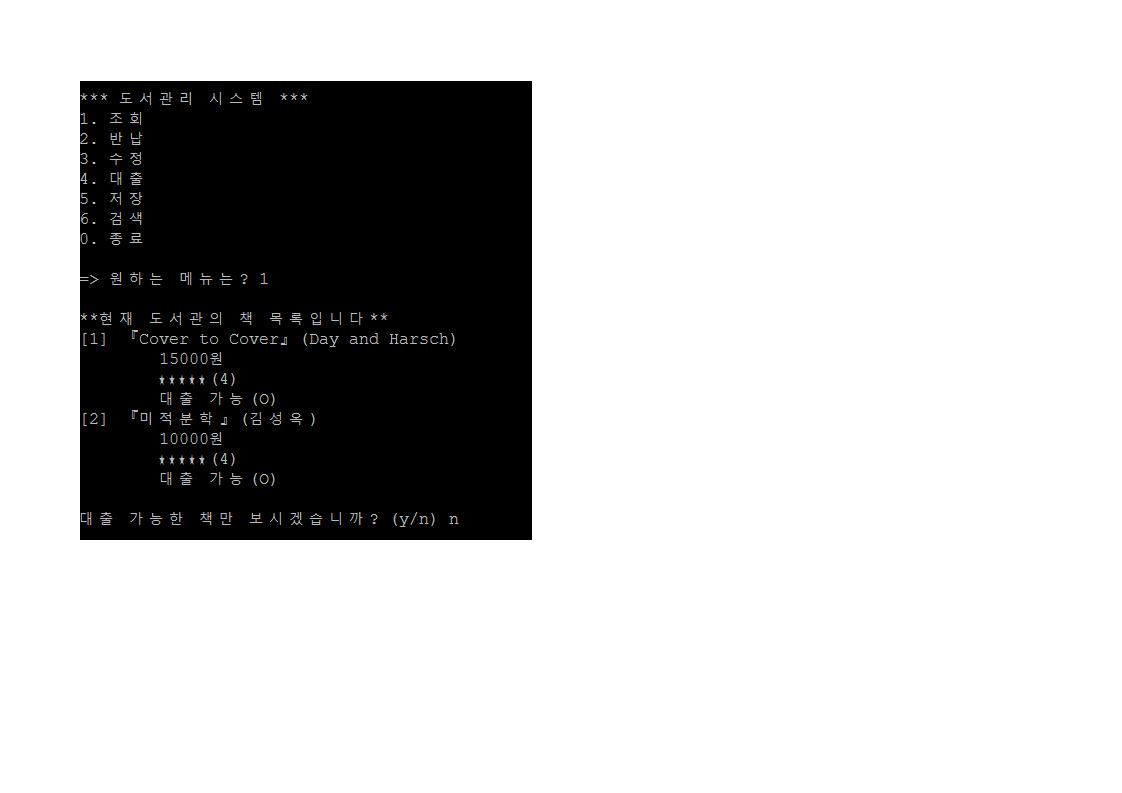 *** 도서관리 시스템 ***
1. 조회
2. 반납
3. 수정
4. 대출
5. 저장
6. 검색
0. 종료
=> 원하는 메뉴는? 1
**현재 도서관의 책 목록입니다**
[1] 『Cover to Cover』(Day and Harsch)
15000원
★★★★★(4)
대출 가능(O)
[2] 『미적분학』(김성옥)
10000원
★★★★★(4)
대출 가능(O)
대출 가능한 책만 보시겠습니까? (y/n) n